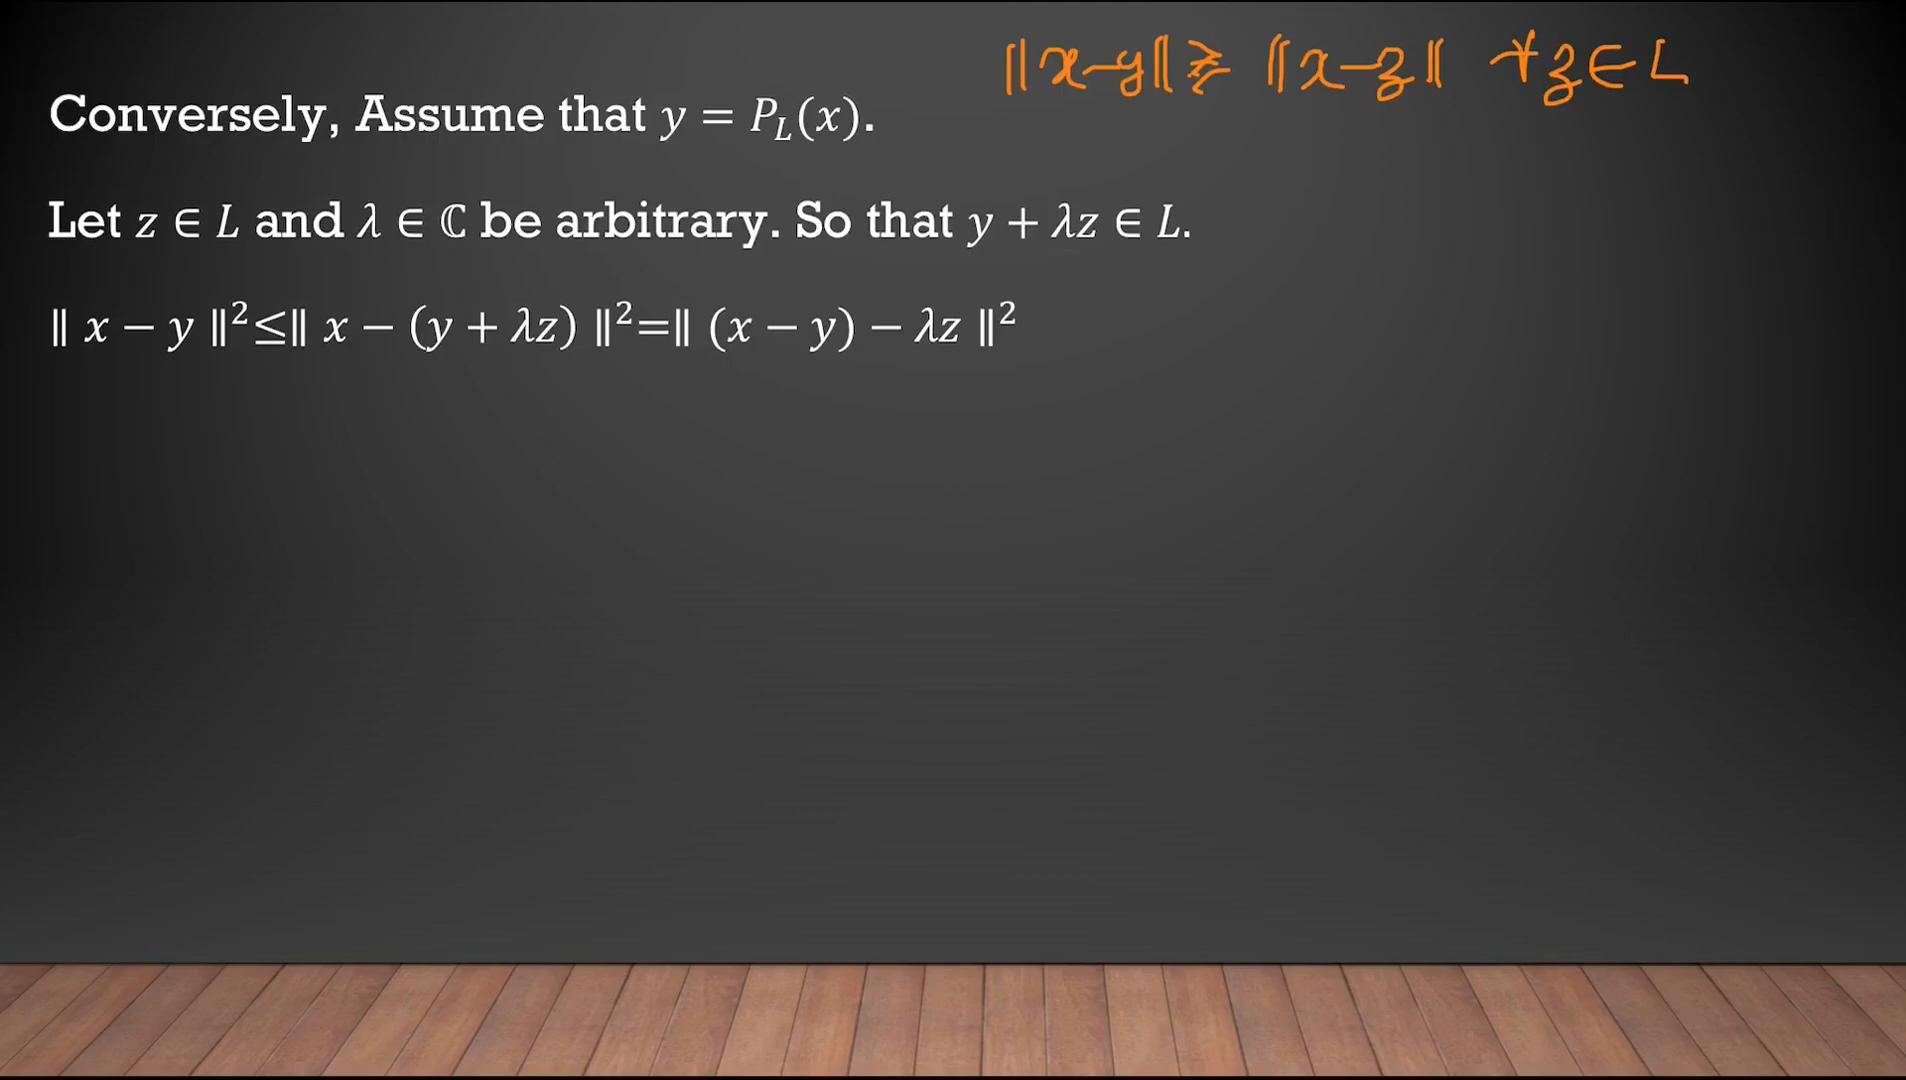 ‖x−y‖ ≥ ‖x−z‖ ∀z∈L
Conversely, Assume that 𝑦 = 𝑃_𝐿(𝑥).
Let 𝑧 ∈ 𝐿 and 𝜆 ∈ ℂ be arbitrary. So that 𝑦 + 𝜆𝑧 ∈ 𝐿.
‖ 𝑥 − 𝑦 ‖²≤‖ 𝑥 − (𝑦 + 𝜆𝑧) ‖²=‖ (𝑥 − 𝑦) − 𝜆𝑧 ‖²